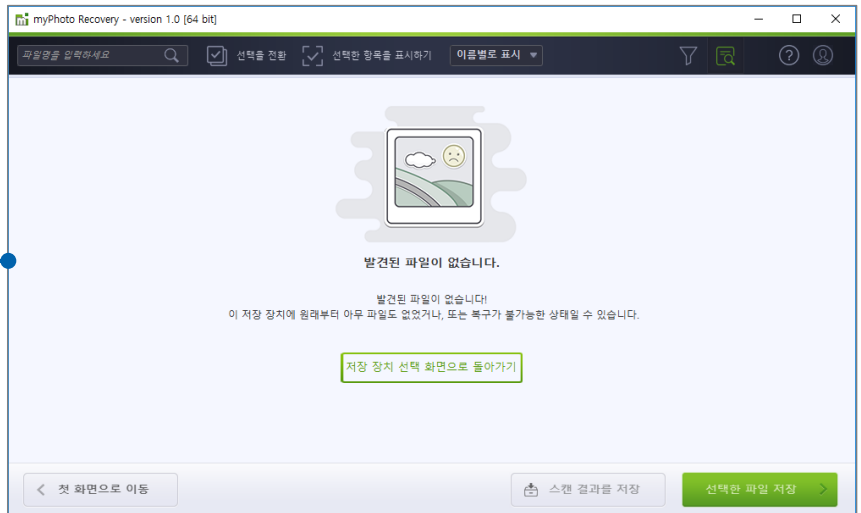 myPhoto Recovery - version 1.0 [64 bit]
파일명을 입력하세요 선택을 전환 선택한 항목을 표시하기 이름별로 표시
발견된 파일이 없습니다.
발견된 파일이 없습니다!
이 저장 장치에 원래부터 아무 파일도 없었거나, 또는 복구가 불가능한 상태일 수 있습니다.
저장 장치 선택 화면으로 돌아가기
첫 화면으로 이동 스캔 결과를 저장 선택한 파일 저장